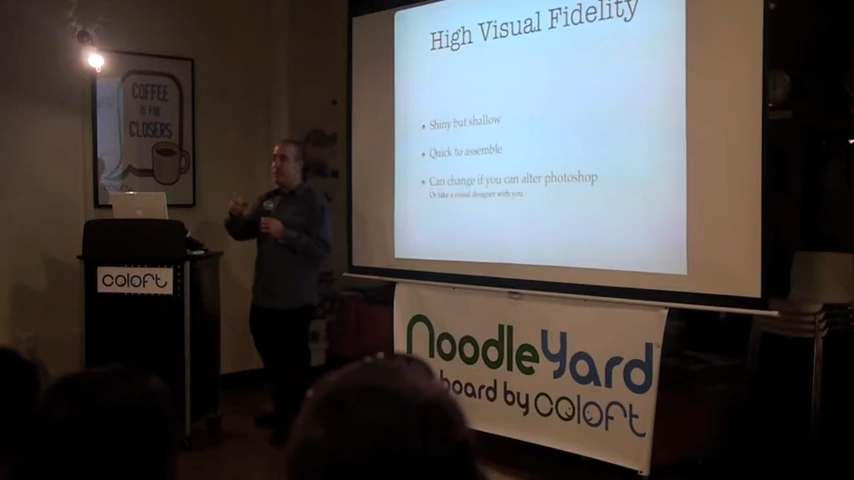 High Visual Fidelity
Shiny but shallow
Quick to assemble
Can change if you can alter photoshop
Or take a visual designer with you
COFFEE
IS FOR
CLOSERS
coloft
coloft
NoodleYard
board by coloft